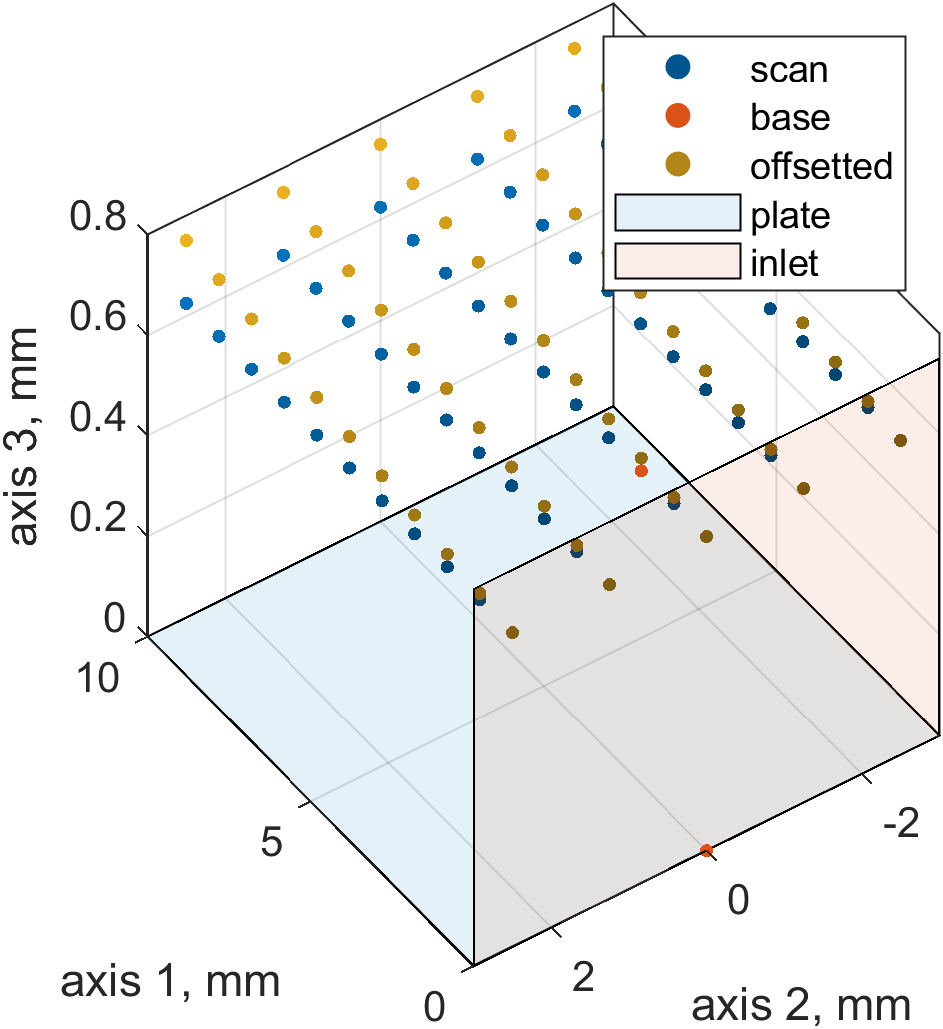 scan
base
offsetted
plate
inlet
0.8
0.6
0.4
0.2
0
axis 3, mm
10
5
0
axis 1, mm
2
0
-2
axis 2, mm